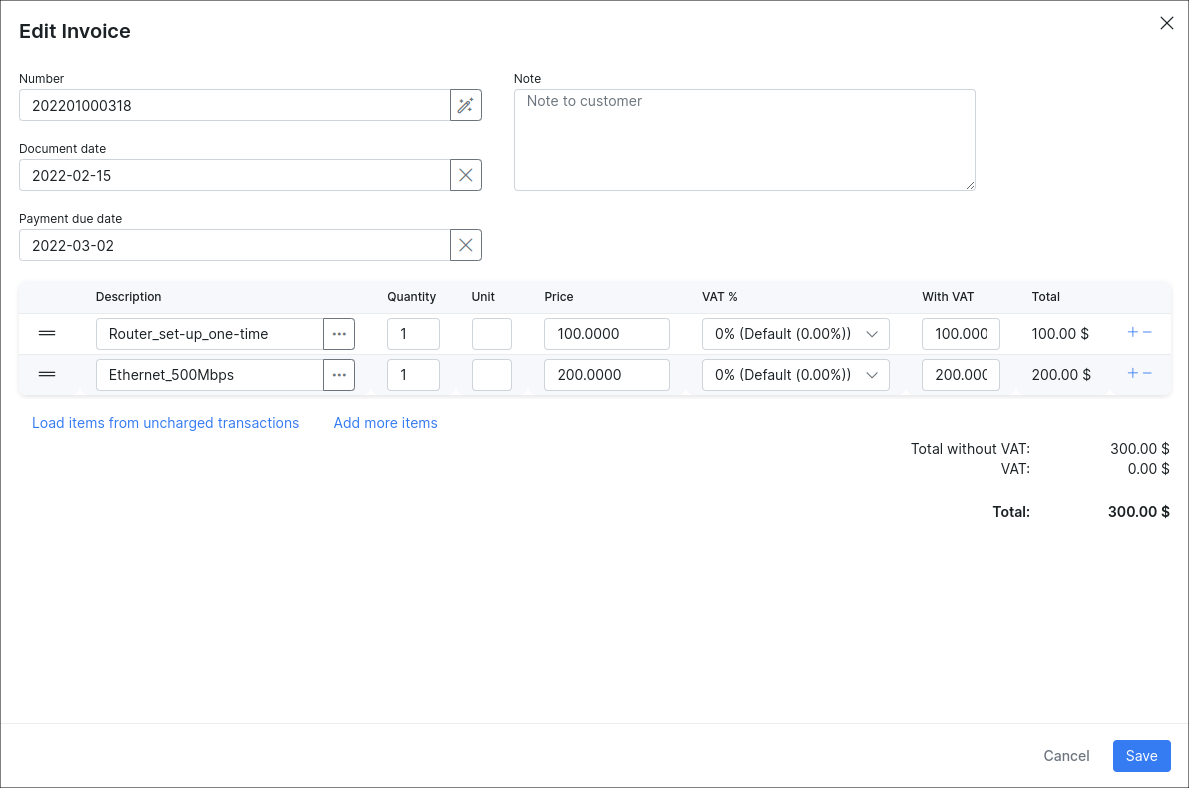 Edit Invoice
Number
202201000318
Document date
2022-02-15
Payment due date
2022-03-02
Note
Note to customer
Description Quantity Unit Price VAT % With VAT Total
Router_set-up_one-time ... 1 100.0000 0% (Default (0.00%)) 100.000 100.00 $ + −
Ethernet_500Mbps ... 1 200.0000 0% (Default (0.00%)) 200.000 200.00 $ + −
Load items from uncharged transactions Add more items
Total without VAT: 300.00 $
VAT: 0.00 $
Total: 300.00 $
Cancel Save